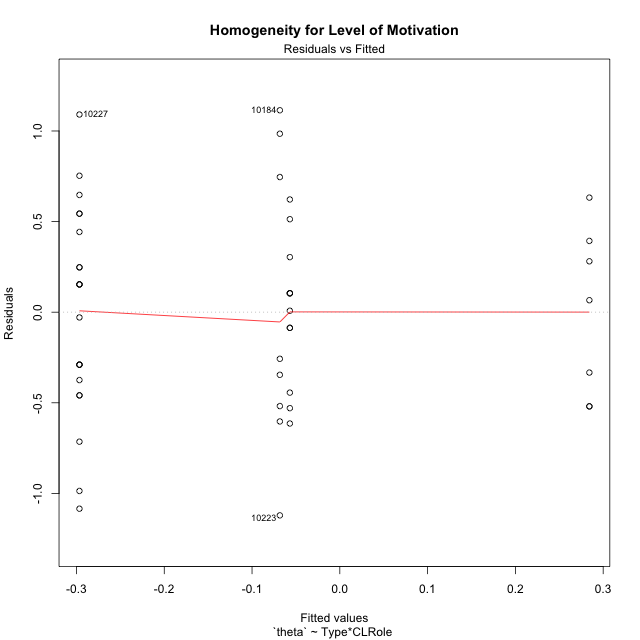 Homogeneity for Level of Motivation
Residuals vs Fitted
10227
10184
10223
1.0
0.5
0.0
-0.5
-1.0
Residuals
-0.3 -0.2 -0.1 0.0 0.1 0.2 0.3
Fitted values
`theta` ~ Type*CLRole